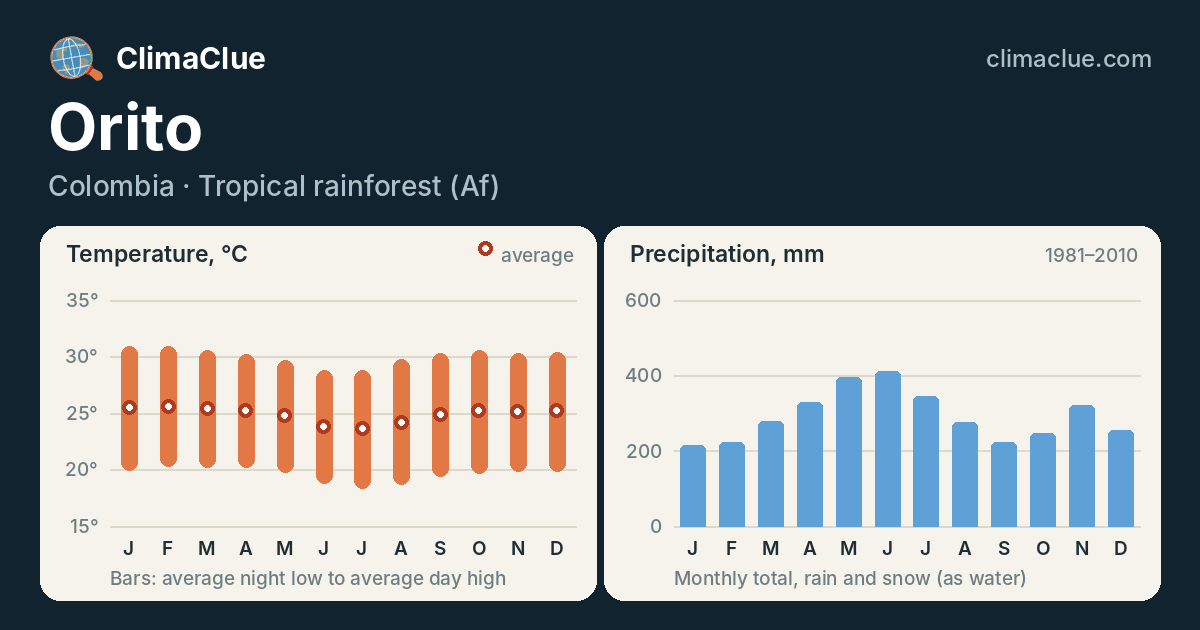 ClimaClue
climaclue.com
Orito
Colombia · Tropical rainforest (Af)
Temperature, °C
average
35°
30°
25°
20°
15°
J F M A M J J A S O N D
Bars: average night low to average day high
Precipitation, mm
1981–2010
600
400
200
0
J F M A M J J A S O N D
Monthly total, rain and snow (as water)